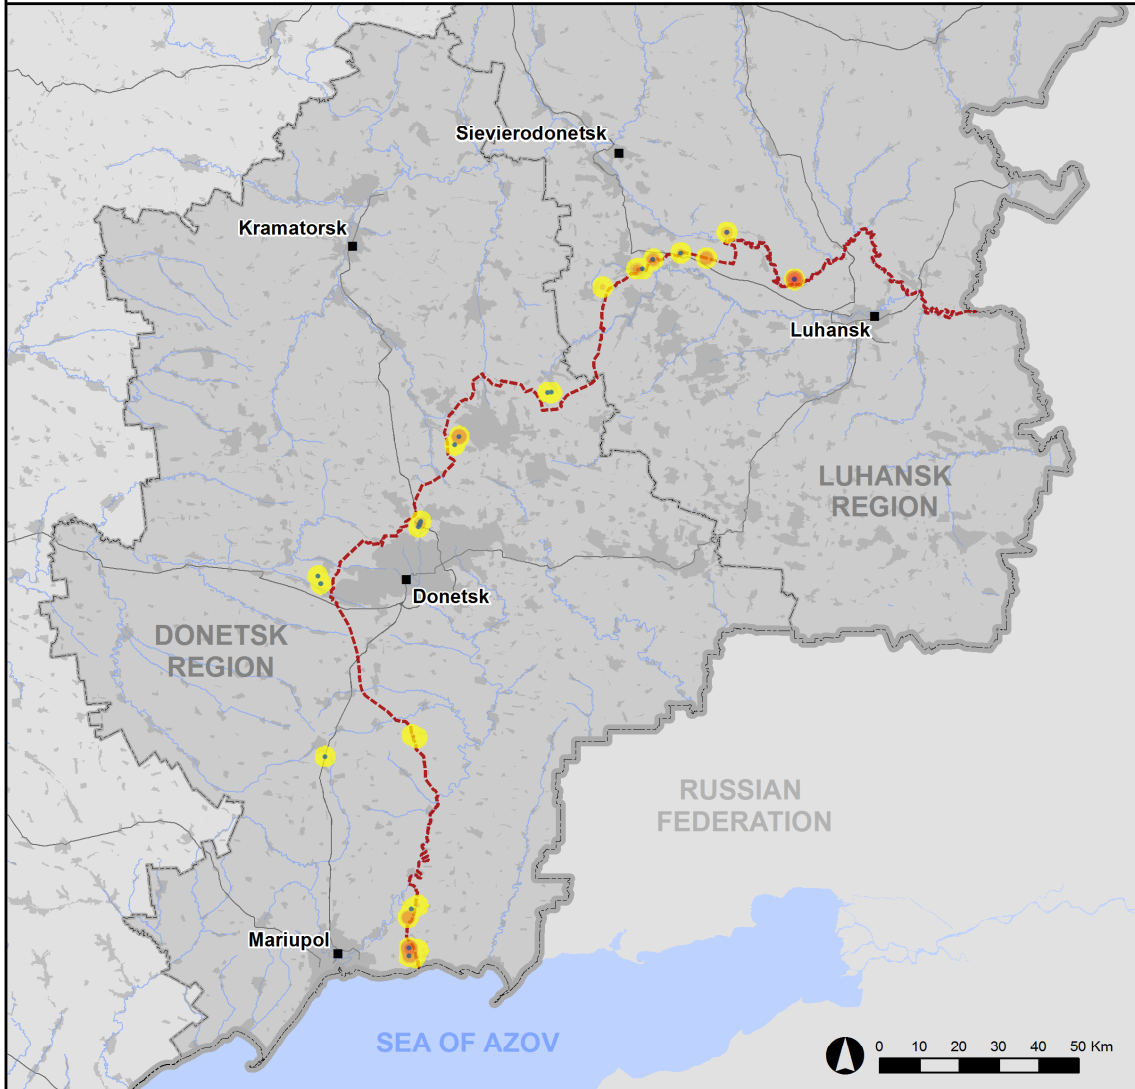 Sievierodonetsk
Kramatorsk
Luhansk
LUHANSK
REGION
Donetsk
DONETSK
REGION
RUSSIAN
FEDERATION
Mariupol
SEA OF AZOV
0 10 20 30 40 50 Km